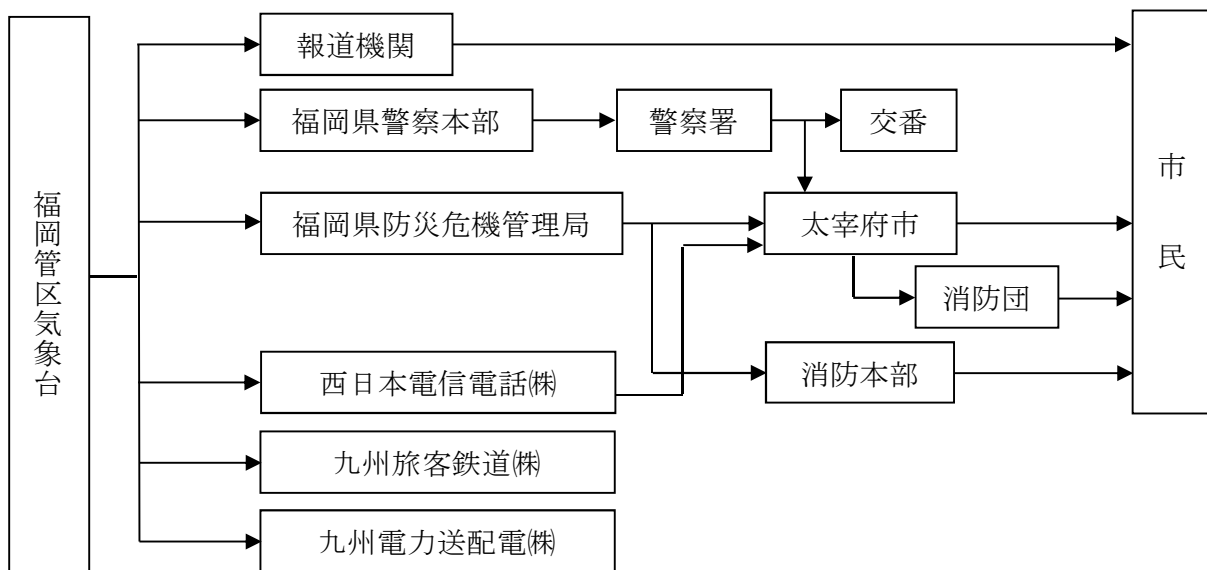 福岡管区気象台
報道機関
福岡県警察本部
警察署
交番
福岡県防災危機管理局
太宰府市
消防団
西日本電信電話㈱
消防本部
九州旅客鉄道㈱
九州電力送配電㈱
市民